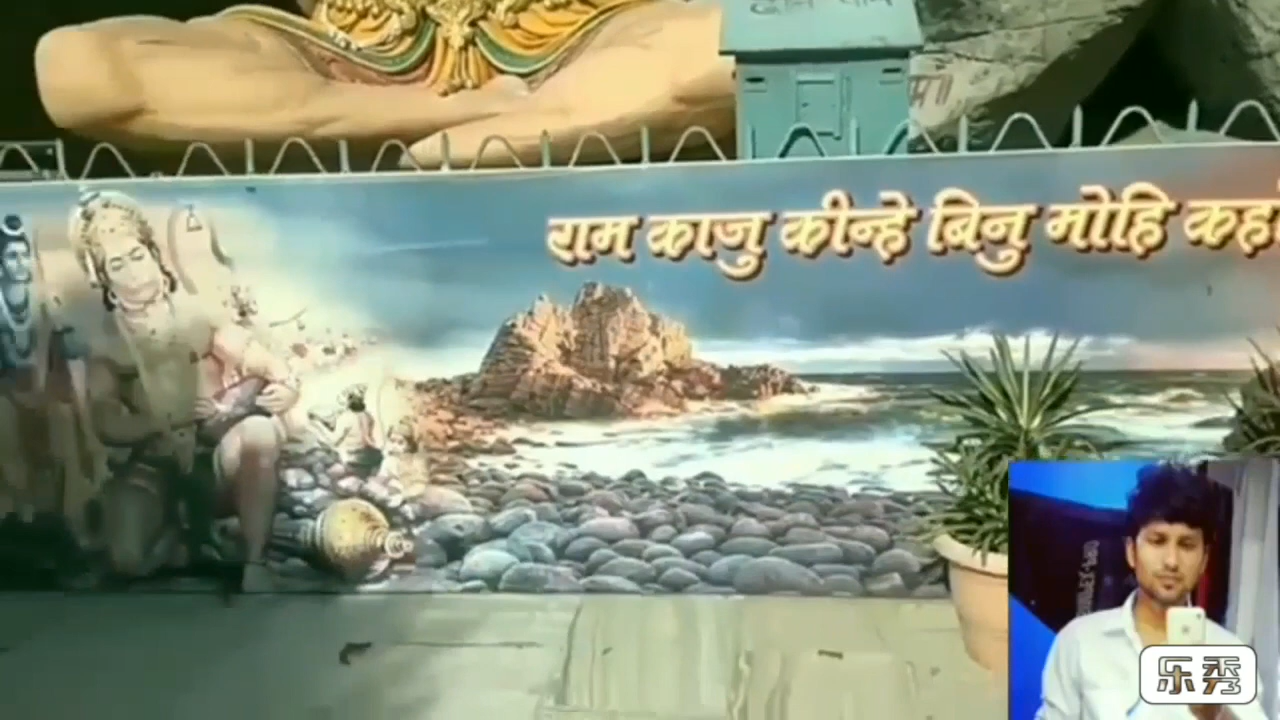 दान पात्र
राम काजु कीन्हे बिनु मोहि कहाँ
乐秀